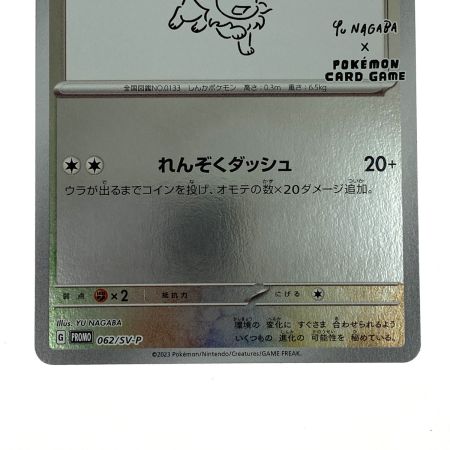 YU NAGABA
×
POKÉMON
CARD GAME
全国図鑑 NO.0133 しんかポケモン 高さ：0.3m 重さ：6.5kg
れんぞくダッシュ 20+
ウラが出るまでコインを投げ、オモテの数×20ダメージ追加。
弱点 ×2 抵抗力 にげる
Illus. YU NAGABA
G PROMO 062/SV-P
環境の 変化に すぐさま 合わせられるよう
いくつもの 進化の 可能性を 秘めている。
©2023 Pokémon/Nintendo/Creatures/GAME FREAK.